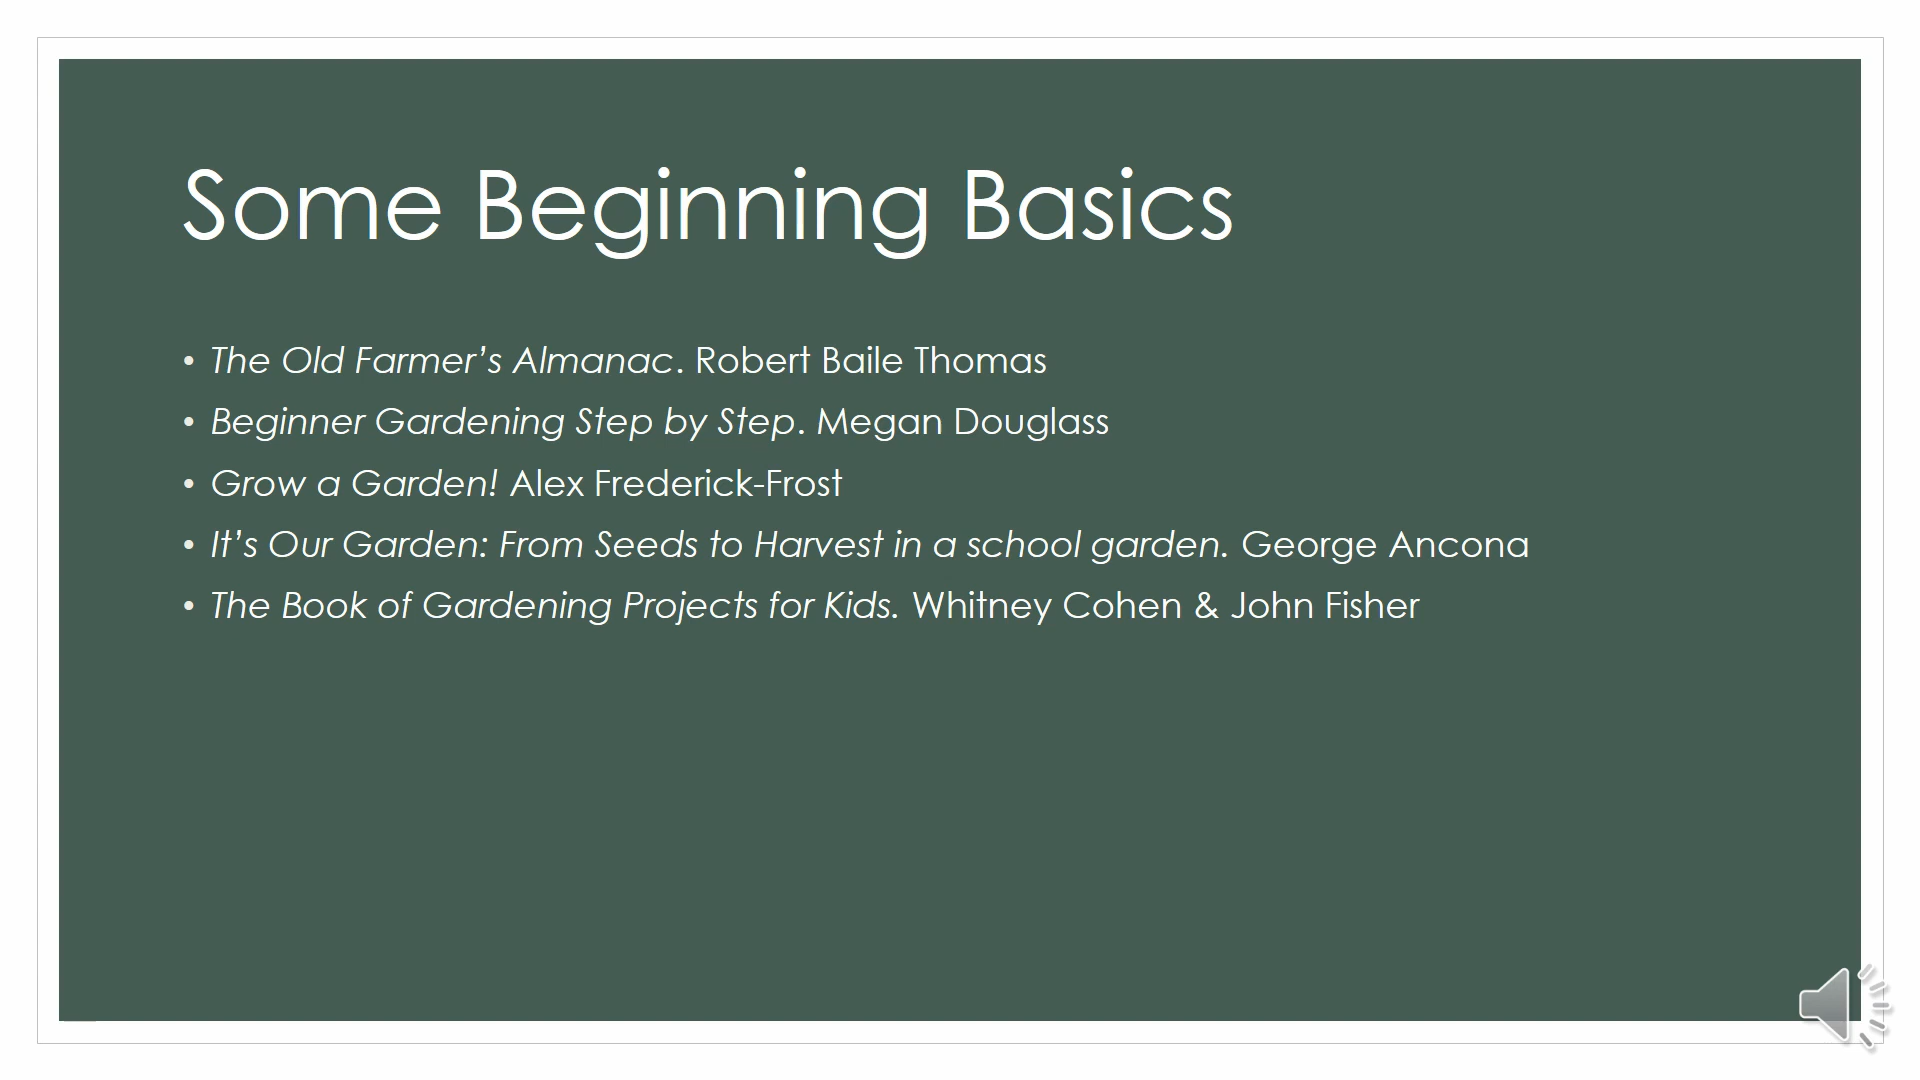 Some Beginning Basics
• The Old Farmer’s Almanac. Robert Baile Thomas
• Beginner Gardening Step by Step. Megan Douglass
• Grow a Garden! Alex Frederick-Frost
• It’s Our Garden: From Seeds to Harvest in a school garden. George Ancona
• The Book of Gardening Projects for Kids. Whitney Cohen & John Fisher